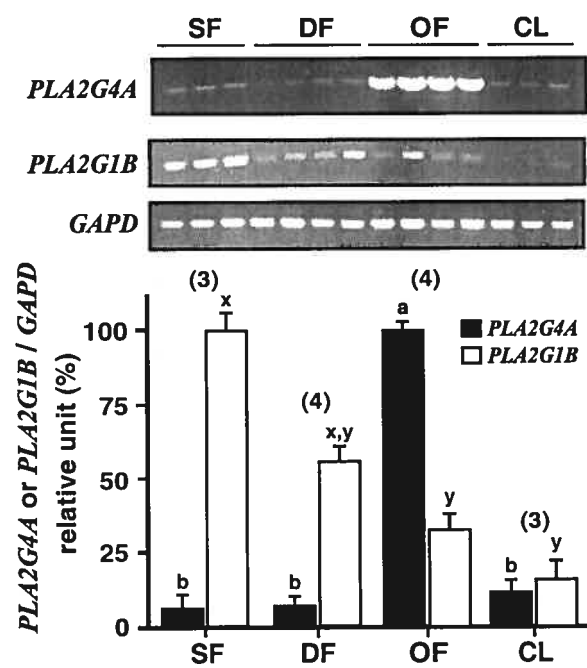 SF DF OF CL
PLA2G4A
PLA2G1B
GAPD
(3) (4)
x a
100
PLA2G4A
PLA2G1B
(4)
x,y
75
50
y
(3)
y
25
b b b
0
SF DF OF CL
PLA2G4A or PLA2G1B / GAPD
relative unit (%)